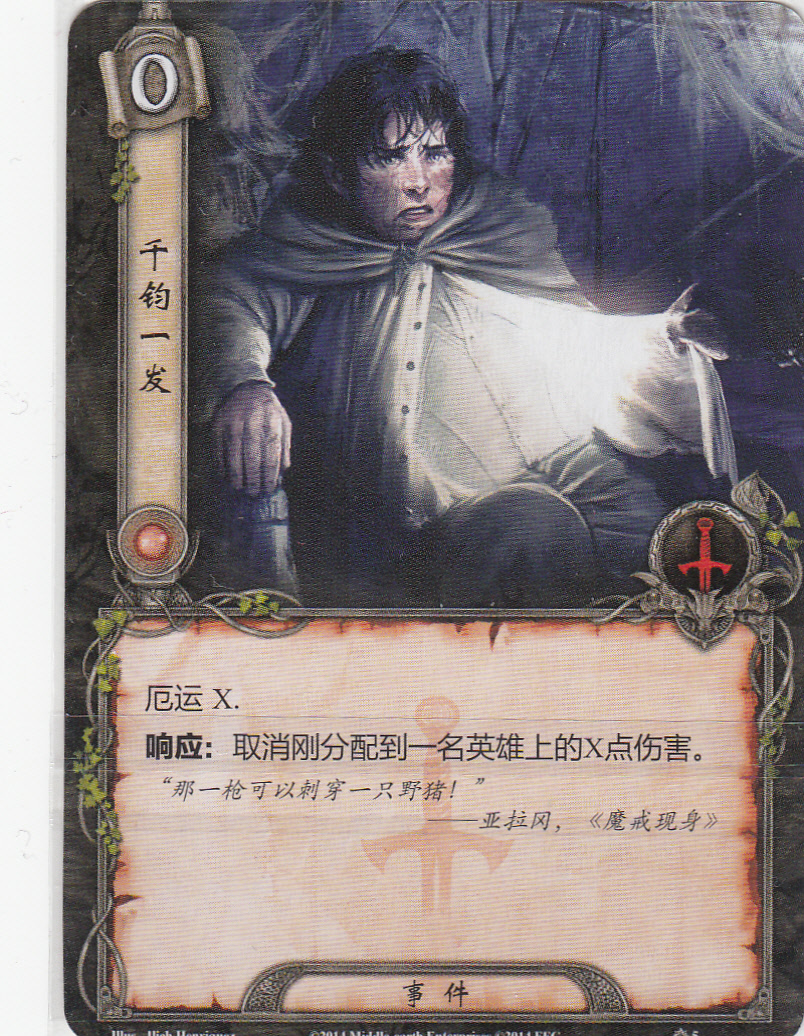 0
千钧一发
厄运 X.
响应：取消刚分配到一名英雄上的X点伤害。
“那一枪可以刺穿一只野猪！”
——亚拉冈，《魔戒现身》
事件